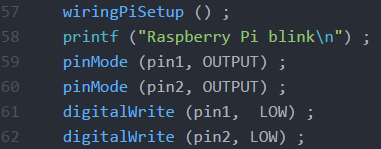 57 wiringPiSetup () ;
58 printf ("Raspberry Pi blink\n") ;
59 pinMode (pin1, OUTPUT) ;
60 pinMode (pin2, OUTPUT) ;
61 digitalWrite (pin1,  LOW) ;
62 digitalWrite (pin2, LOW) ;